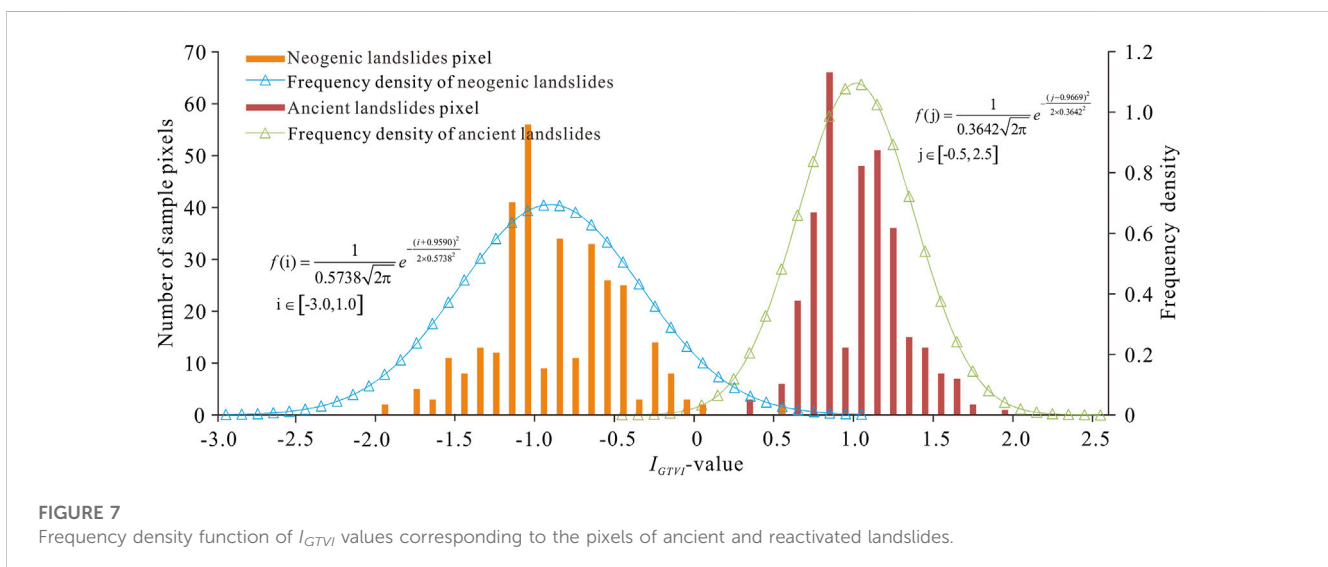 Neogenic landslides pixel
Frequency density of neogenic landslides
Ancient landslides pixel
Frequency density of ancient landslides
70
60
50
40
30
20
10
0
Number of sample pixels
1.2
1.0
0.8
0.6
0.4
0.2
0
Frequency density
f(i)=1/(0.5738√2π) e^-((i+0.9590)²/(2×0.5738²))
i∈[-3.0,1.0]
f(j)=1/(0.3642√2π) e^-((j-0.9669)²/(2×0.3642²))
j∈[-0.5,2.5]
-3.0 -2.5 -2.0 -1.5 -1.0 -0.5 0 0.5 1.0 1.5 2.0 2.5
I_GTVI-value
FIGURE 7
Frequency density function of I_GTVI values corresponding to the pixels of ancient and reactivated landslides.